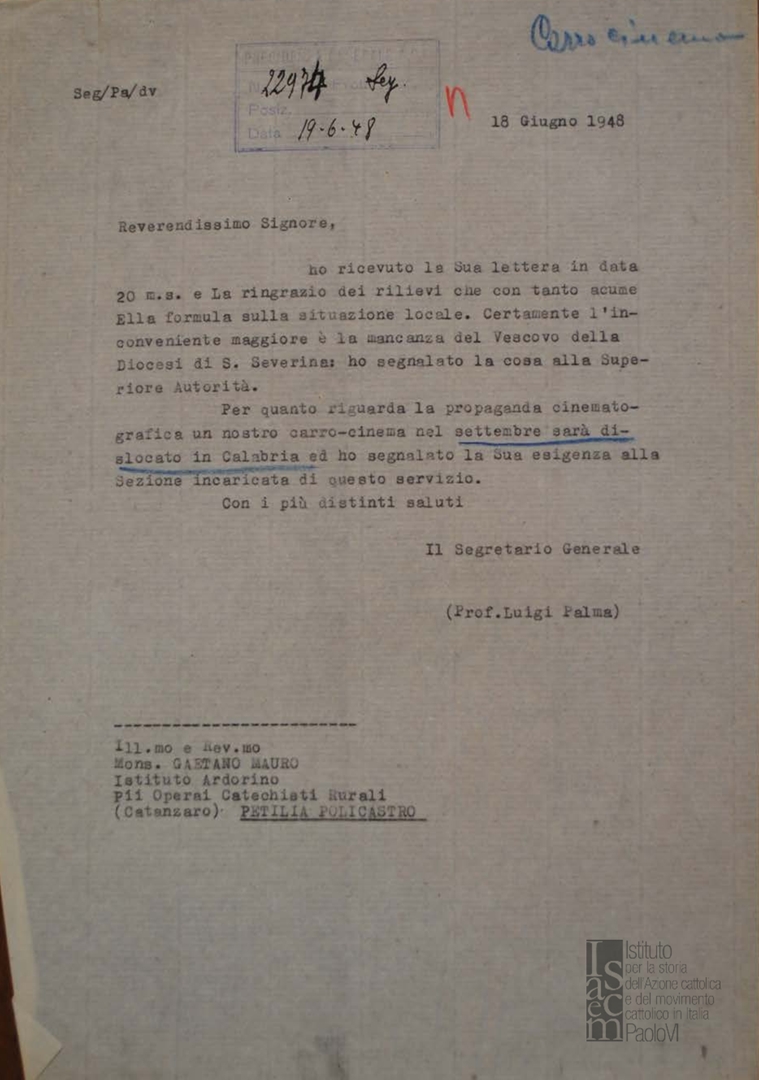 Carro cinema
Seg/Pa/dv
22974 Seg.
Posiz.
Data 19-6-48
n
18 Giugno 1948
Reverendissimo Signore,
ho ricevuto la Sua lettera in data
20 m.s. e La ringrazio dei rilievi che con tanto acume
Ella formula sulla situazione locale. Certamente l'in-
conveniente maggiore è la mancanza del Vescovo della
Diocesi di S. Severina: ho segnalato la cosa alla Supe-
riore Autorità.
Per quanto riguarda la propaganda cinemato-
grafica un nostro carro-cinema nel settembre sarà di-
slocato in Calabria ed ho segnalato la Sua esigenza alla
Sezione incaricata di questo servizio.
Con i più distinti saluti
Il Segretario Generale
(Prof.Luigi Palma)
Ill.mo e Rev.mo
Mons. GAETANO MAURO
Istituto Ardorino
Pii Operai Catechisti Rurali
(Catanzaro) PETILIA POLICASTRO
Isacem
Istituto
per la storia
dell'Azone cattolica
e del movimento
cattolico in Italia
PaoloVI